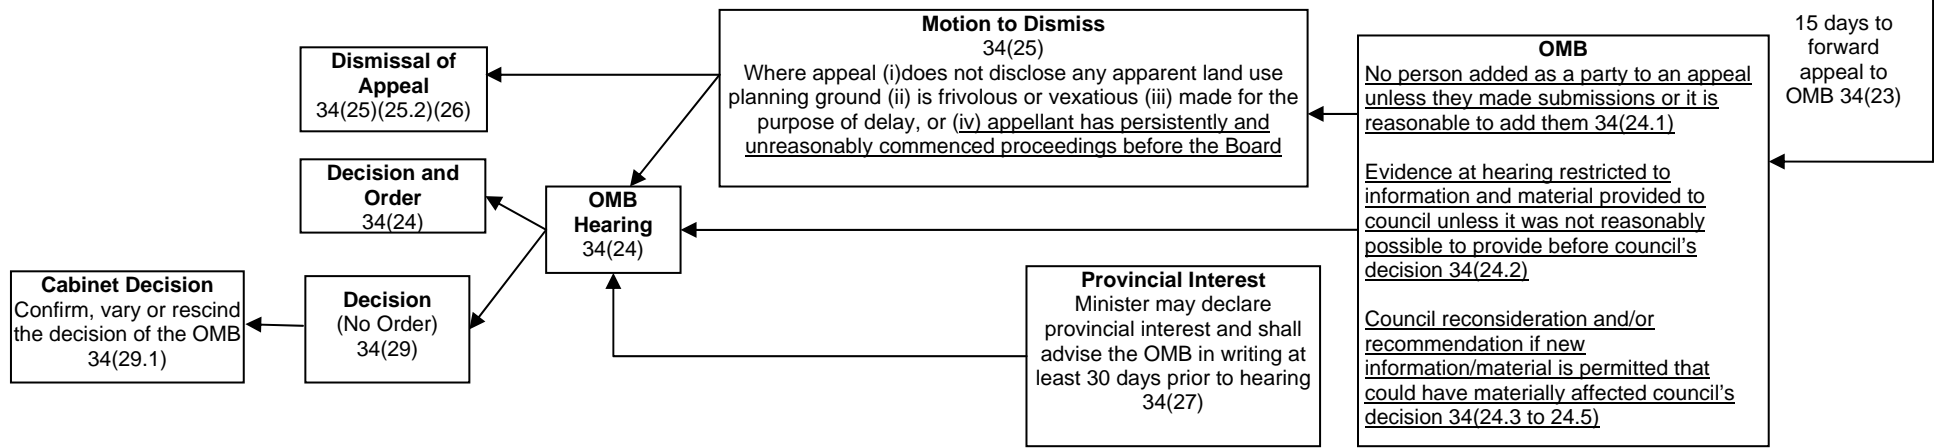 Motion to Dismiss
34(25)
Where appeal (i)does not disclose any apparent land use
planning ground (ii) is frivolous or vexatious (iii) made for the
purpose of delay, or (iv) appellant has persistently and
unreasonably commenced proceedings before the Board
15 days to
forward
appeal to
OMB 34(23)
OMB
No person added as a party to an appeal
unless they made submissions or it is
reasonable to add them 34(24.1)
Evidence at hearing restricted to
information and material provided to
council unless it was not reasonably
possible to provide before council's
decision 34(24.2)
Council reconsideration and/or
recommendation if new
information/material is permitted that
could have materially affected council's
decision 34(24.3 to 24.5)
Dismissal of
Appeal
34(25)(25.2)(26)
Decision and
Order
34(24)
OMB
Hearing
34(24)
Provincial Interest
Minister may declare
provincial interest and shall
advise the OMB in writing at
least 30 days prior to hearing
34(27)
Decision
(No Order)
34(29)
Cabinet Decision
Confirm, vary or rescind
the decision of the OMB
34(29.1)